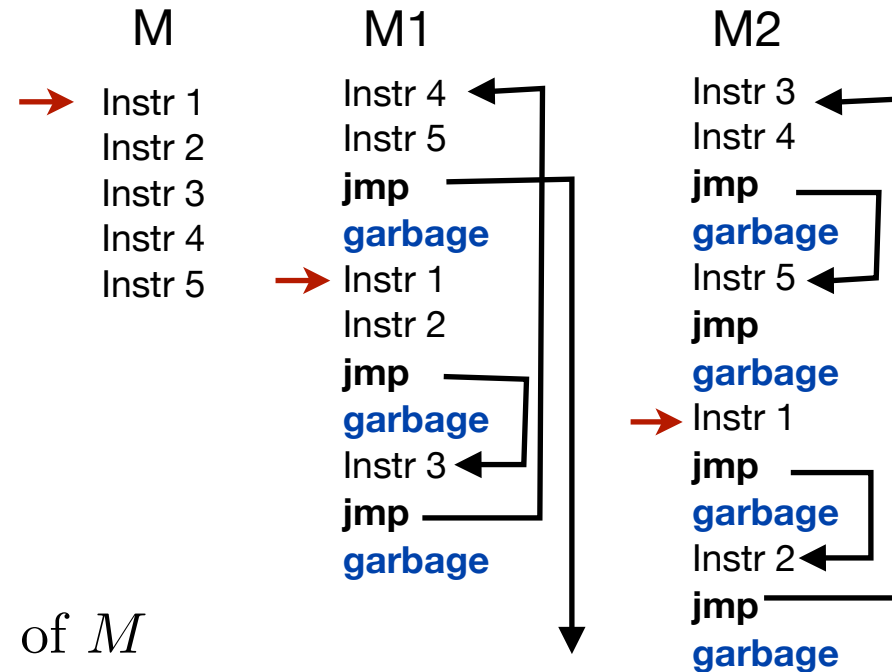 M
Instr 1
Instr 2
Instr 3
Instr 4
Instr 5
of M
M1
Instr 4
Instr 5
jmp
garbage
Instr 1
Instr 2
jmp
garbage
Instr 3
jmp
garbage
M2
Instr 3
Instr 4
jmp
garbage
Instr 5
jmp
garbage
Instr 1
jmp
garbage
Instr 2
jmp
garbage